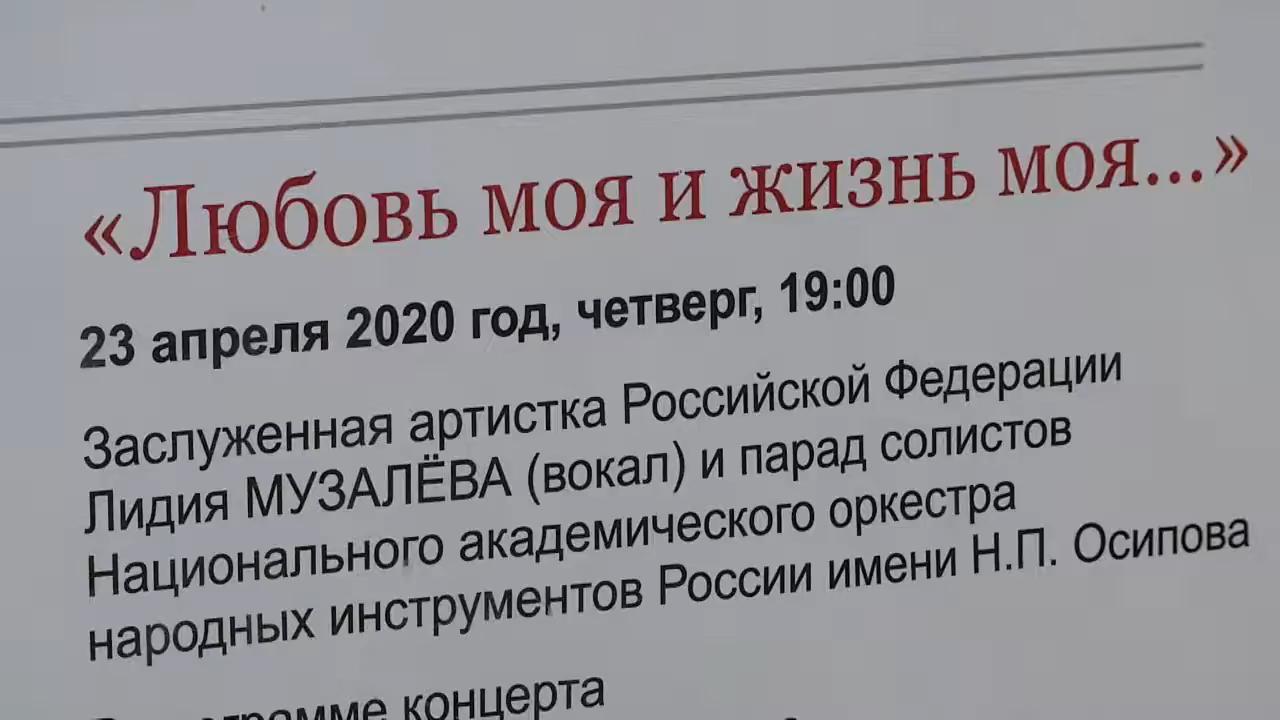 «Любовь моя и жизнь моя...»
23 апреля 2020 год, четверг, 19:00
Заслуженная артистка Российской Федерации
Лидия МУЗАЛЁВА (вокал) и парад солистов
Национального академического оркестра
народных инструментов России имени Н.П. Осипова
концерта